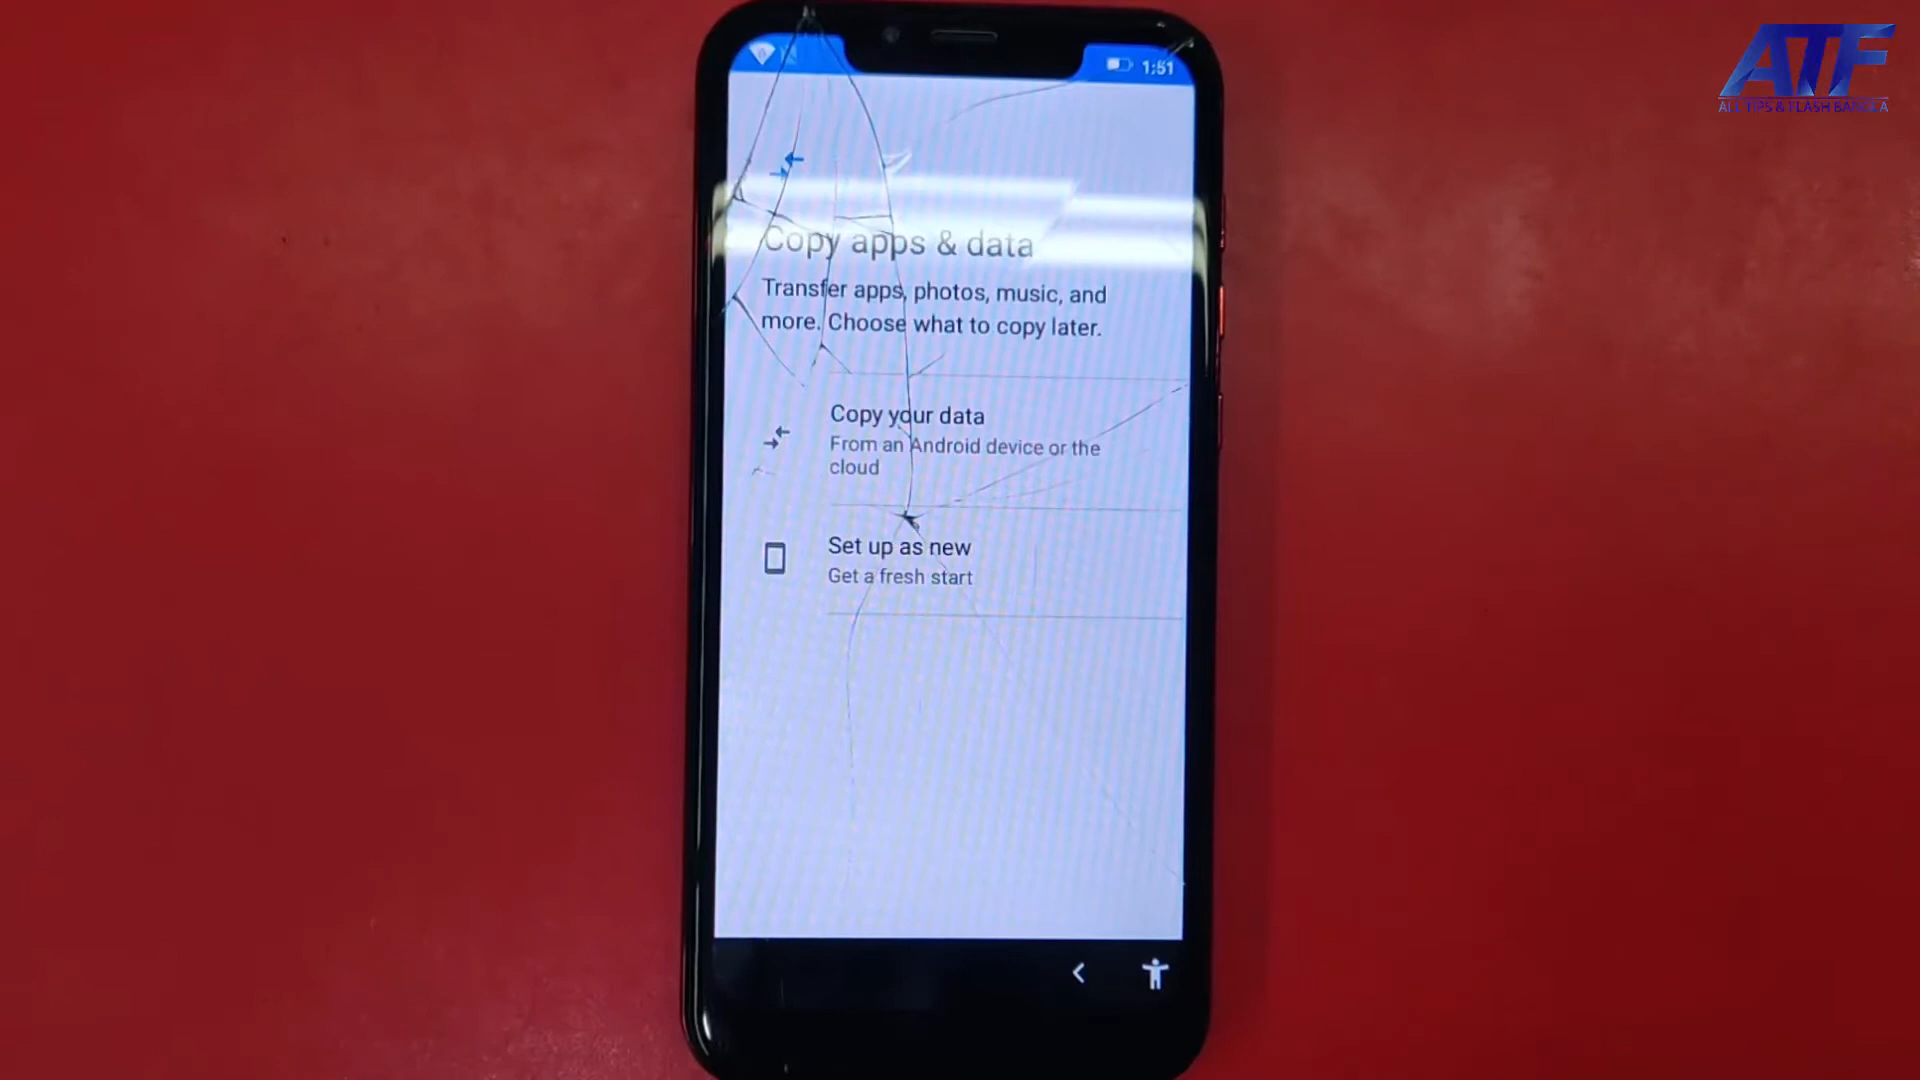 1:51
ATF
ALL TIPS & FLASH BANGLA
Copy apps & data
Transfer apps, photos, music, and
more. Choose what to copy later.
Copy your data
From an Android device or the
cloud
Set up as new
Get a fresh start